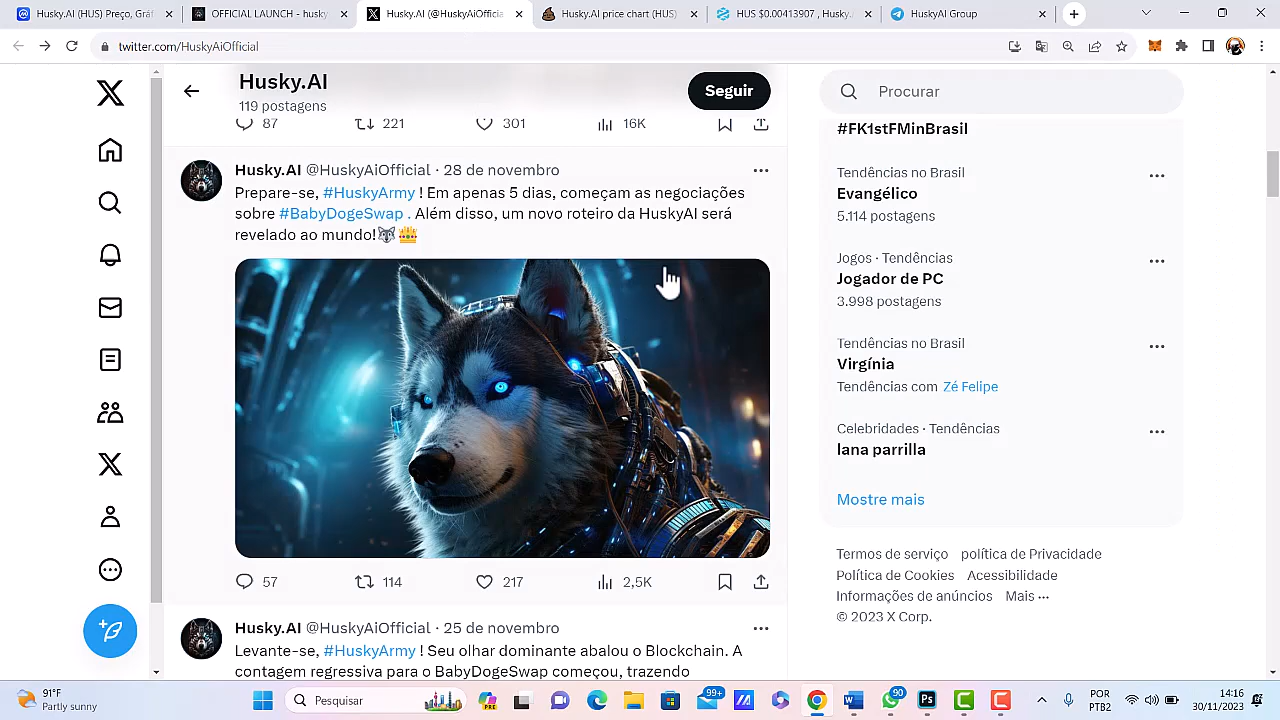 Husky.AI (HUS) Preço, Gráf
OFFICIAL LAUNCH - husky
Husky.AI (@HuskyAiOfficia
Husky.AI price chart (HUS)
HUS $0.00413907 , Husky.
HuskyAI Group
twitter.com/HuskyAiOfficial
Husky.AI
119 postagens
Seguir
Procurar
87
221
301
16K
#FK1stFMinBrasil
Husky.AI @HuskyAiOfficial · 28 de novembro
Prepare-se, #HuskyArmy ! Em apenas 5 dias, começam as negociações
sobre #BabyDogeSwap . Além disso, um novo roteiro da HuskyAI será
revelado ao mundo!🐺👑
Tendências no Brasil
Evangélico
5.114 postagens
Jogos · Tendências
Jogador de PC
3.998 postagens
Tendências no Brasil
Virgínia
Tendências com Zé Felipe
Celebridades · Tendências
lana parrilla
Mostre mais
Termos de serviço política de Privacidade
Política de Cookies Acessibilidade
Informações de anúncios Mais ···
© 2023 X Corp.
57
114
217
2,5K
Husky.AI @HuskyAiOfficial · 25 de novembro
Levante-se, #HuskyArmy ! Seu olhar dominante abalou o Blockchain. A
contagem regressiva para o BabyDogeSwap começou, trazendo
91°F
Partly sunny
Pesquisar
99+
90
POR
PTB2
14:16
30/11/2023